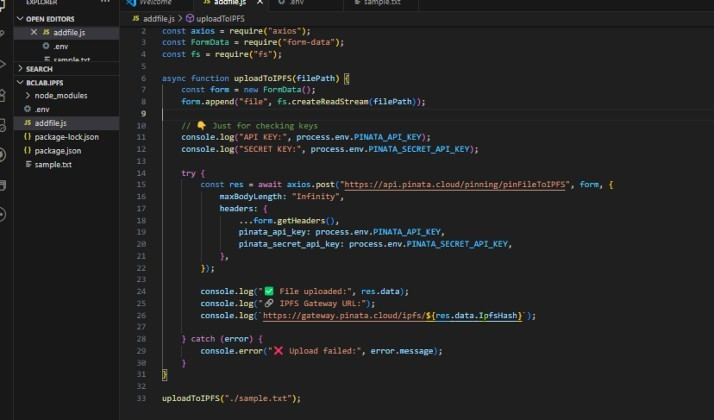 EXPLORER
OPEN EDITORS
addfile.js
.env
sample.txt
SEARCH
BCLAB.IPFS
node_modules
.env
addfile.js
package-lock.json
package.json
sample.txt
Welcome
addfile.js
.env
sample.txt
addfile.js > uploadToIPFS
2 const axios = require("axios");
3 const FormData = require("form-data");
4 const fs = require("fs");
5
6 async function uploadToIPFS(filePath) {
7 const form = new FormData();
8 form.append("file", fs.createReadStream(filePath));
9
10 // 👇 Just for checking keys
11 console.log("API KEY:", process.env.PINATA_API_KEY);
12 console.log("SECRET KEY:", process.env.PINATA_SECRET_API_KEY);
13
14 try {
15 const res = await axios.post("https://api.pinata.cloud/pinning/pinFileToIPFS", form, {
16 maxBodyLength: "Infinity",
17 headers: {
18 ...form.getHeaders(),
19 pinata_api_key: process.env.PINATA_API_KEY,
20 pinata_secret_api_key: process.env.PINATA_SECRET_API_KEY,
21 },
22 });
23
24 console.log("✅ File uploaded:", res.data);
25 console.log("🔗 IPFS Gateway URL:");
26 console.log(`https://gateway.pinata.cloud/ipfs/${res.data.IpfsHash}`);
27
28 } catch (error) {
29 console.error("❌ Upload failed:", error.message);
30 }
31 }
32
33 uploadToIPFS("./sample.txt");